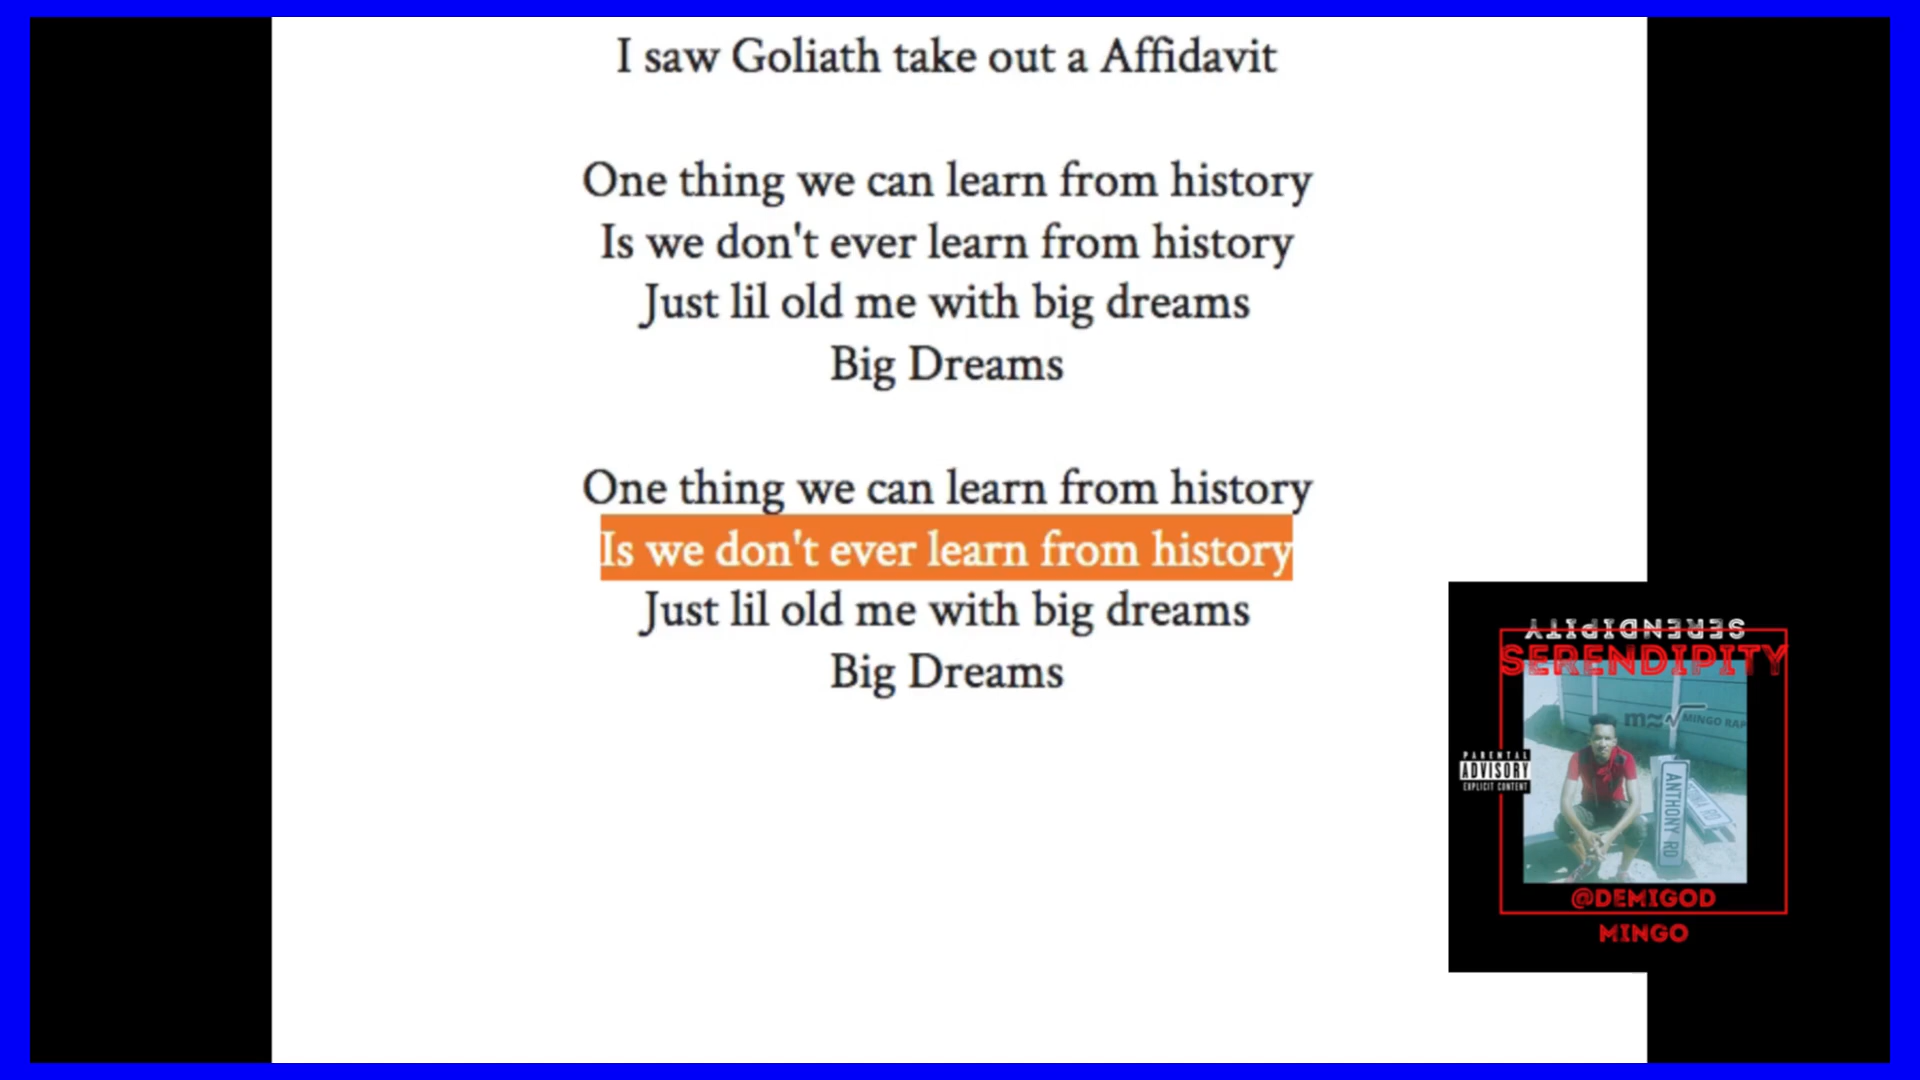 I saw Goliath take out a Affidavit
One thing we can learn from history
Is we don't ever learn from history
Just lil old me with big dreams
Big Dreams
One thing we can learn from history
Is we don't ever learn from history
Just lil old me with big dreams
Big Dreams
SERENDIPITY
SERENDIPITY
m≈√ MINGO RAP
PARENTAL
ADVISORY
EXPLICIT CONTENT
ANTHONY RD
RD
@DEMIGOD
MINGO